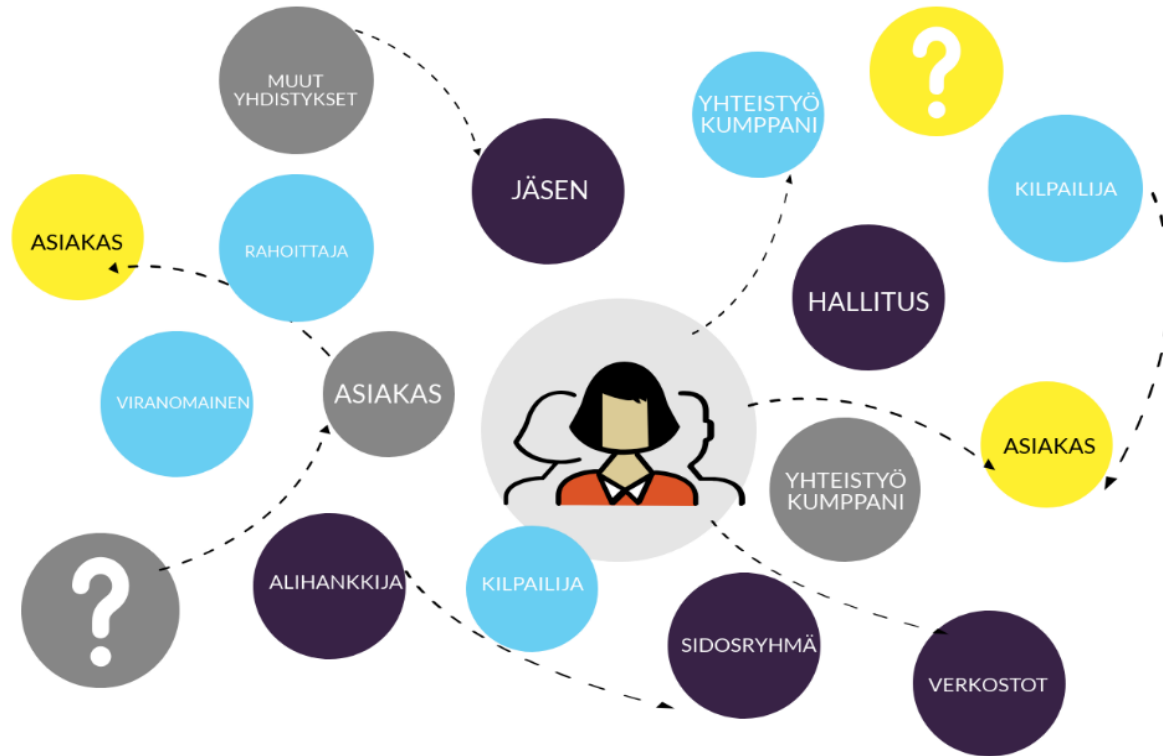 MUUT
YHDISTYKSET
?
YHTEISTYÖ
KUMPPANI
JÄSEN
KILPAILIJA
ASIAKAS
RAHOITTAJA
HALLITUS
VIRANOMAINEN
ASIAKAS
ASIAKAS
YHTEISTYÖ
KUMPPANI
?
ALIHANKKIJA
KILPAILIJA
SIDOSRYHMÄ
VERKOSTOT